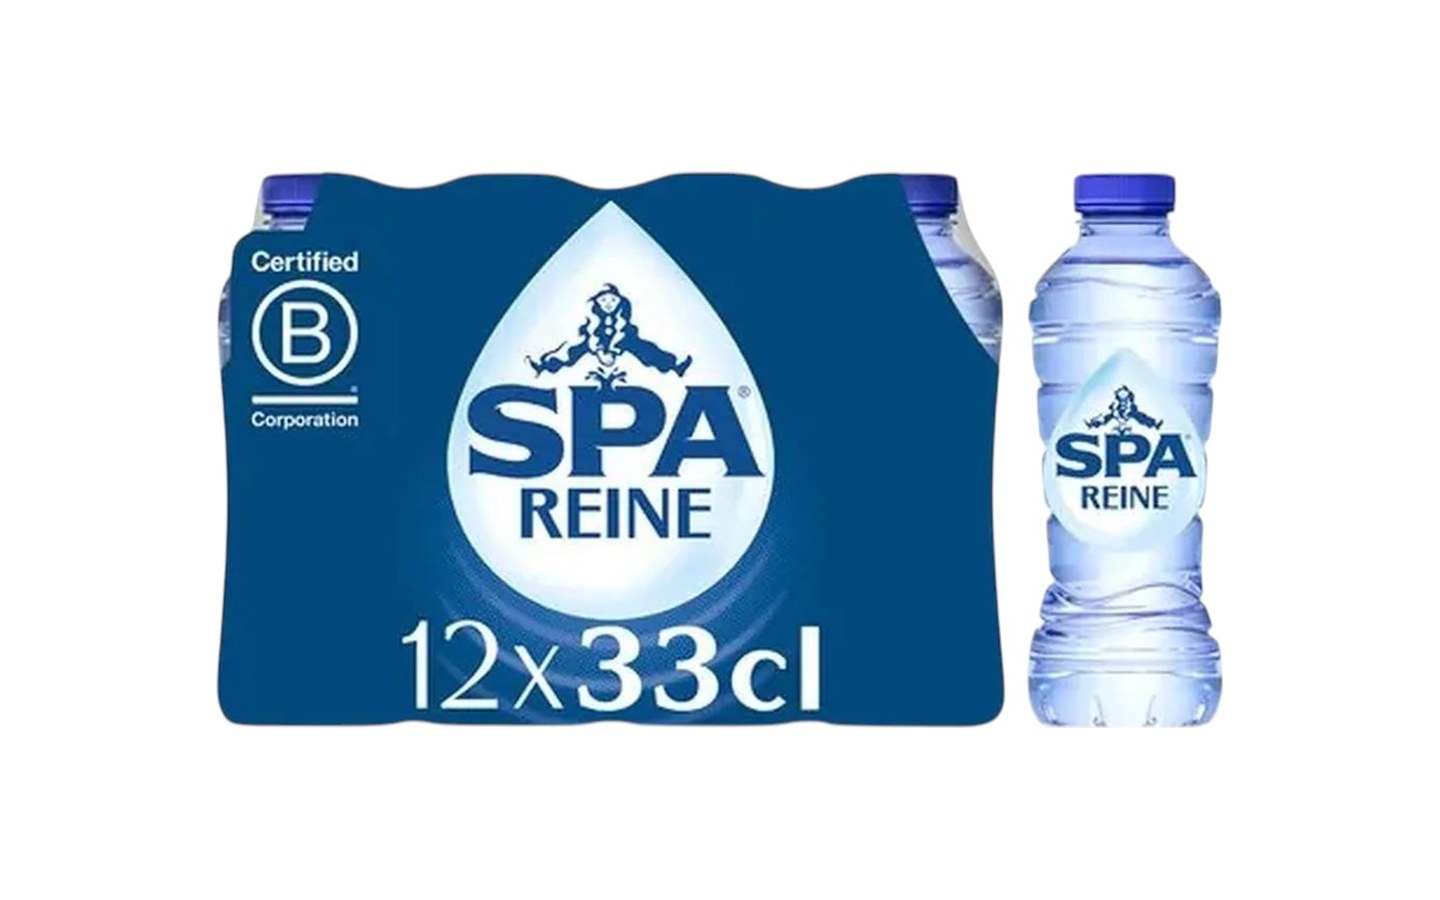 Certified
B
®
Corporation
SPA®
REINE
12x33cl
SPA
REINE